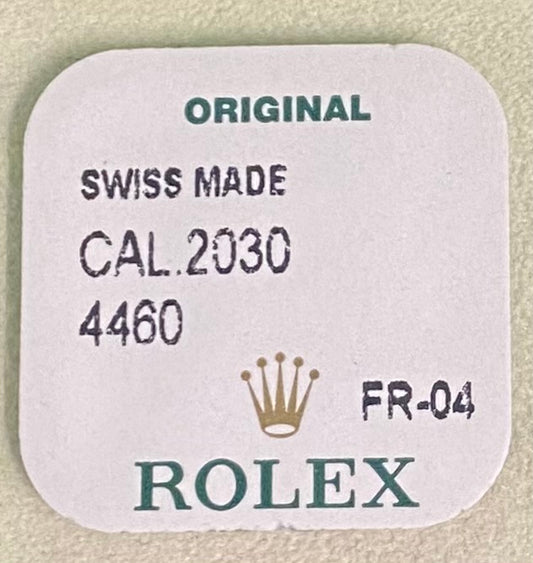 ORIGINAL
SWISS MADE
CAL.2030
4460
FR-04
ROLEX